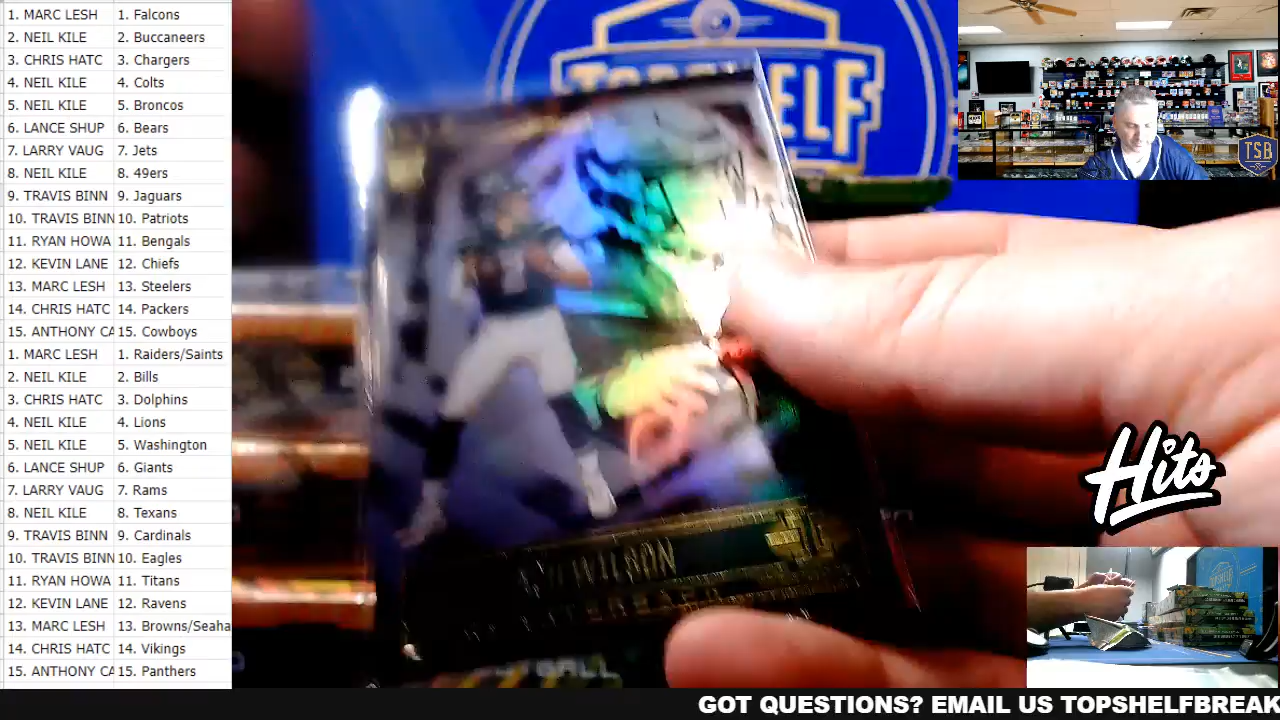 1. MARC LESH 1. Falcons
2. NEIL KILE 2. Buccaneers
3. CHRIS HATC 3. Chargers
4. NEIL KILE 4. Colts
5. NEIL KILE 5. Broncos
6. LANCE SHUP 6. Bears
7. LARRY VAUG 7. Jets
8. NEIL KILE 8. 49ers
9. TRAVIS BINN 9. Jaguars
10. TRAVIS BINN 10. Patriots
11. RYAN HOWA 11. Bengals
12. KEVIN LANE 12. Chiefs
13. MARC LESH 13. Steelers
14. CHRIS HATC 14. Packers
15. ANTHONY CA 15. Cowboys
1. MARC LESH 1. Raiders/Saints
2. NEIL KILE 2. Bills
3. CHRIS HATC 3. Dolphins
4. NEIL KILE 4. Lions
5. NEIL KILE 5. Washington
6. LANCE SHUP 6. Giants
7. LARRY VAUG 7. Rams
8. NEIL KILE 8. Texans
9. TRAVIS BINN 9. Cardinals
10. TRAVIS BINN 10. Eagles
11. RYAN HOWA 11. Titans
12. KEVIN LANE 12. Ravens
13. MARC LESH 13. Browns/Seaha
14. CHRIS HATC 14. Vikings
15. ANTHONY CA 15. Panthers
WILSON
TSB
Hits
GOT QUESTIONS? EMAIL US TOPSHELFBREAK